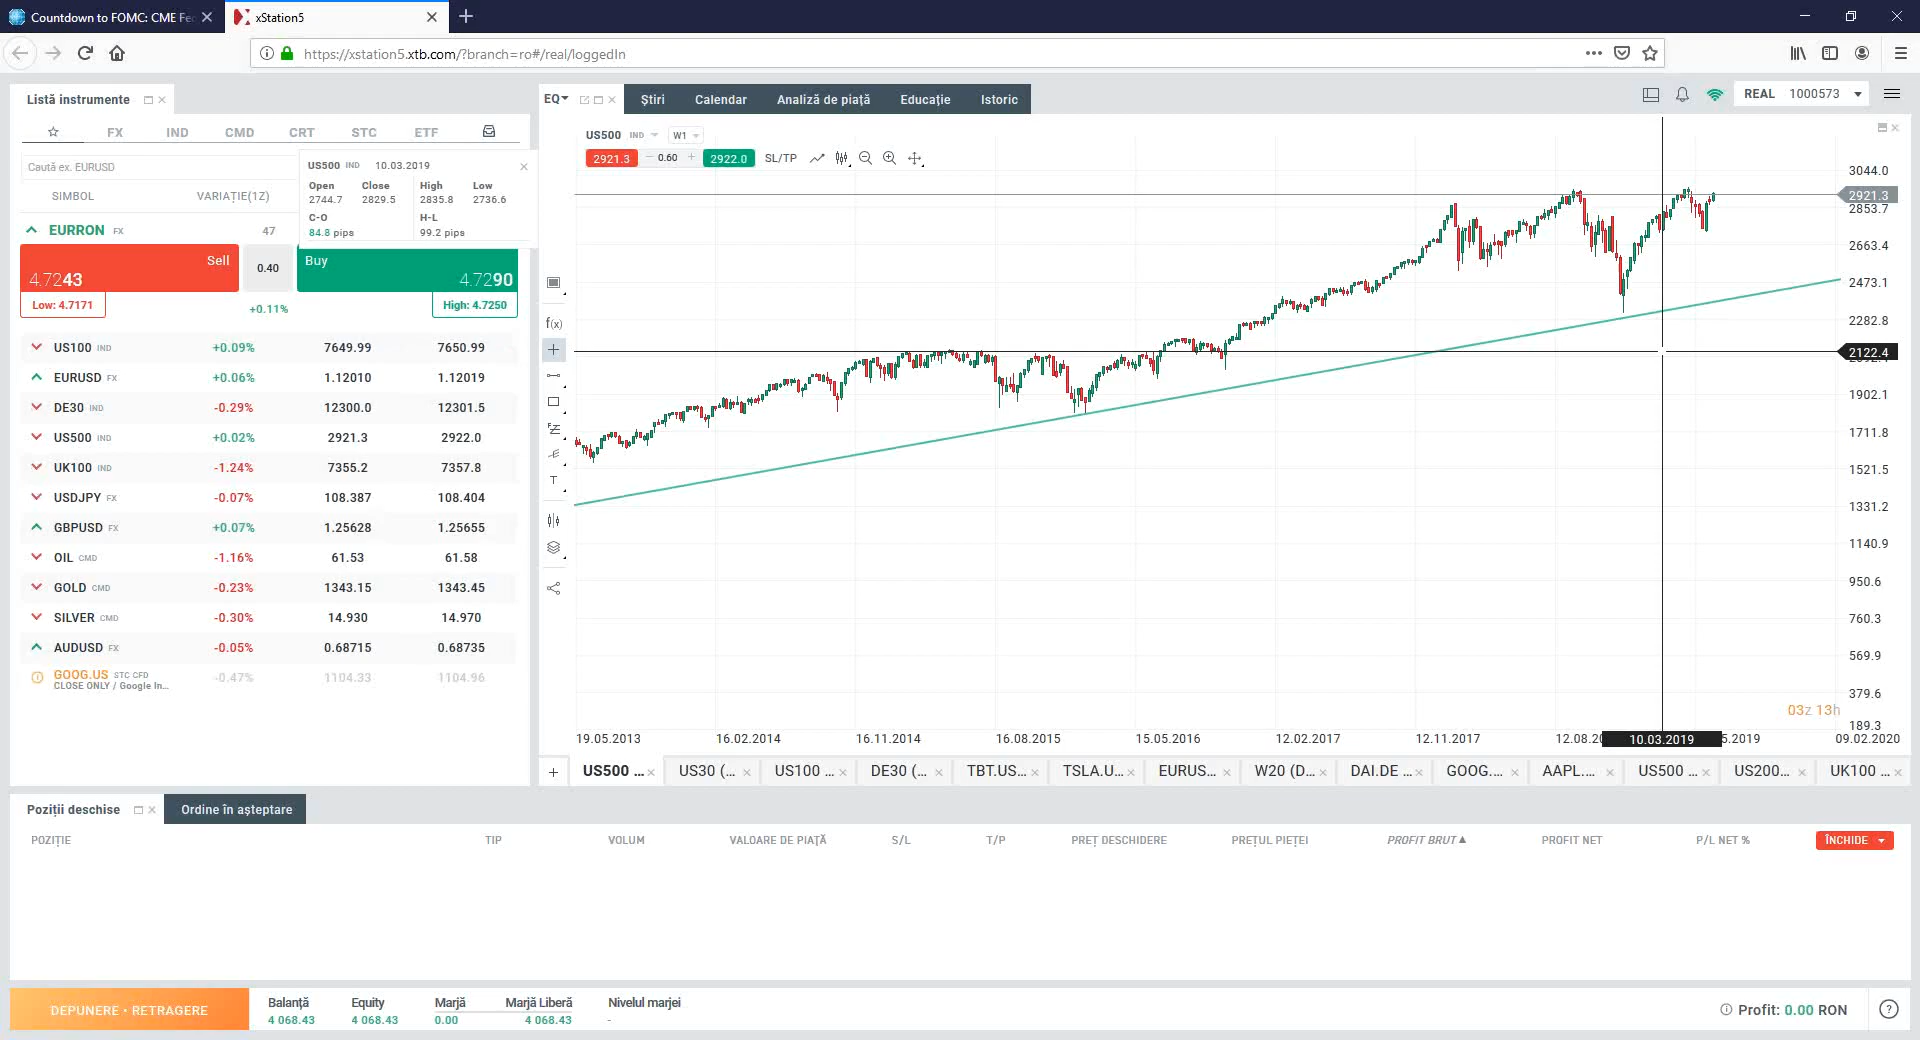 Countdown to FOMC: CME Fe
xStation5
https://xstation5.xtb.com/?branch=ro#/real/loggedIn
Listă instrumente
FX IND CMD CRT STC ETF
Caută ex. EURUSD
SIMBOL VARIAȚIE(1Z)
US500 IND 10.03.2019
Open Close High Low
2744.7 2829.5 2835.8 2736.6
C-O H-L
84.8 pips 99.2 pips
EURRON FX 47
Sell 4.7243
0.40
Buy 4.7290
Low: 4.7171 +0.11% High: 4.7250
US100 IND +0.09% 7649.99 7650.99
EURUSD FX +0.06% 1.12010 1.12019
DE30 IND -0.29% 12300.0 12301.5
US500 IND +0.02% 2921.3 2922.0
UK100 IND -1.24% 7355.2 7357.8
USDJPY FX -0.07% 108.387 108.404
GBPUSD FX +0.07% 1.25628 1.25655
OIL CMD -1.16% 61.53 61.58
GOLD CMD -0.23% 1343.15 1343.45
SILVER CMD -0.30% 14.930 14.970
AUDUSD FX -0.05% 0.68715 0.68735
GOOG.US STC CFD -0.47% 1104.33 1104.96
CLOSE ONLY / Google In...
EQ Știri Calendar Analiză de piață Educație Istoric
REAL 1000573
US500 IND W1
2921.3 0.60 2922.0 SL/TP
f(x)
T
3044.0
2921.3
2853.7
2663.4
2473.1
2282.8
2122.4
1902.1
1711.8
1521.5
1331.2
1140.9
950.6
760.3
569.9
379.6
03z 13h
189.3
19.05.2013 16.02.2014 16.11.2014 16.08.2015 15.05.2016 12.02.2017 12.11.2017 12.08.20 10.03.2019 5.2019 09.02.2020
US500 ... US30 (... US100 ... DE30 (... TBT.US... TSLA.U... EURUS... W20 (D... DAI.DE ... GOOG.... AAPL.... US500 ... US200... UK100 ...
Poziții deschise Ordine în așteptare
POZIȚIE TIP VOLUM VALOARE DE PIAȚĂ S/L T/P PREȚ DESCHIDERE PREȚUL PIEȚEI PROFIT BRUT PROFIT NET P/L NET % ÎNCHIDE
DEPUNERE • RETRAGERE
Balanță Equity Marjă Marjă Liberă Nivelul marjei
4 068.43 4 068.43 0.00 4 068.43 -
Profit: 0.00 RON